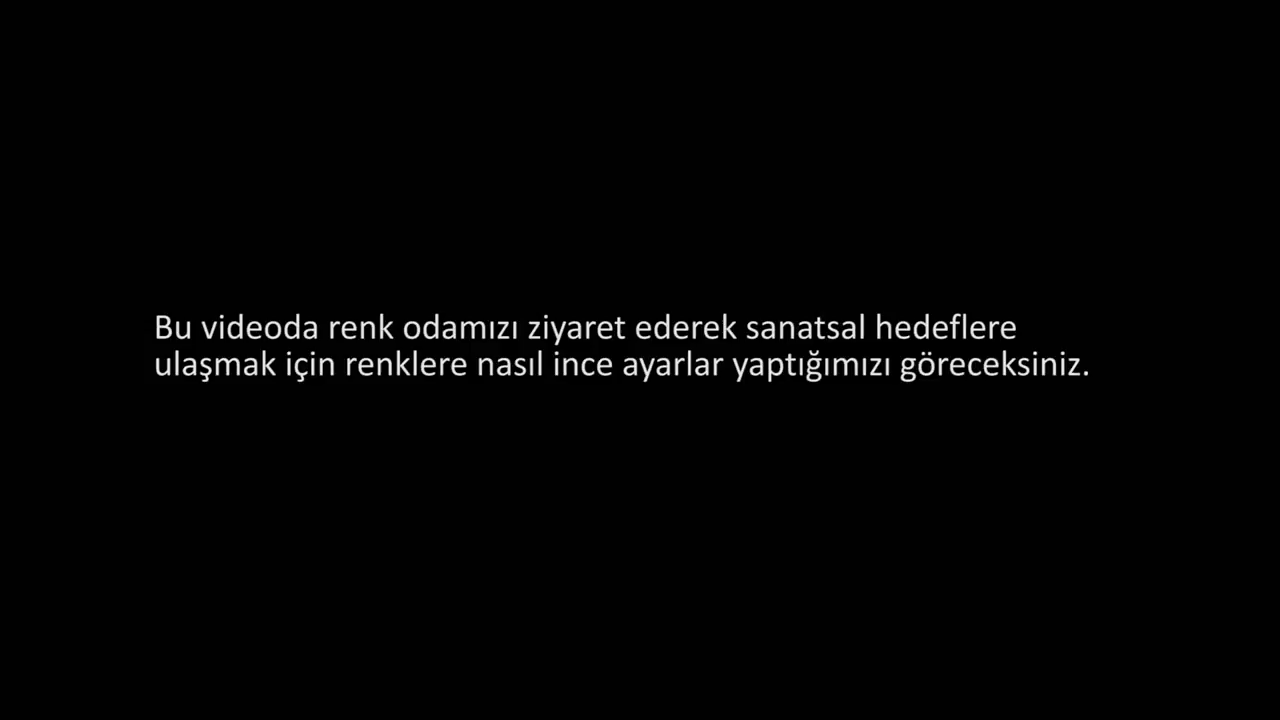 Bu videoda renk odamızı ziyaret ederek sanatsal hedeflere
ulaşmak için renklere nasıl ince ayarlar yaptığımızı göreceksiniz.